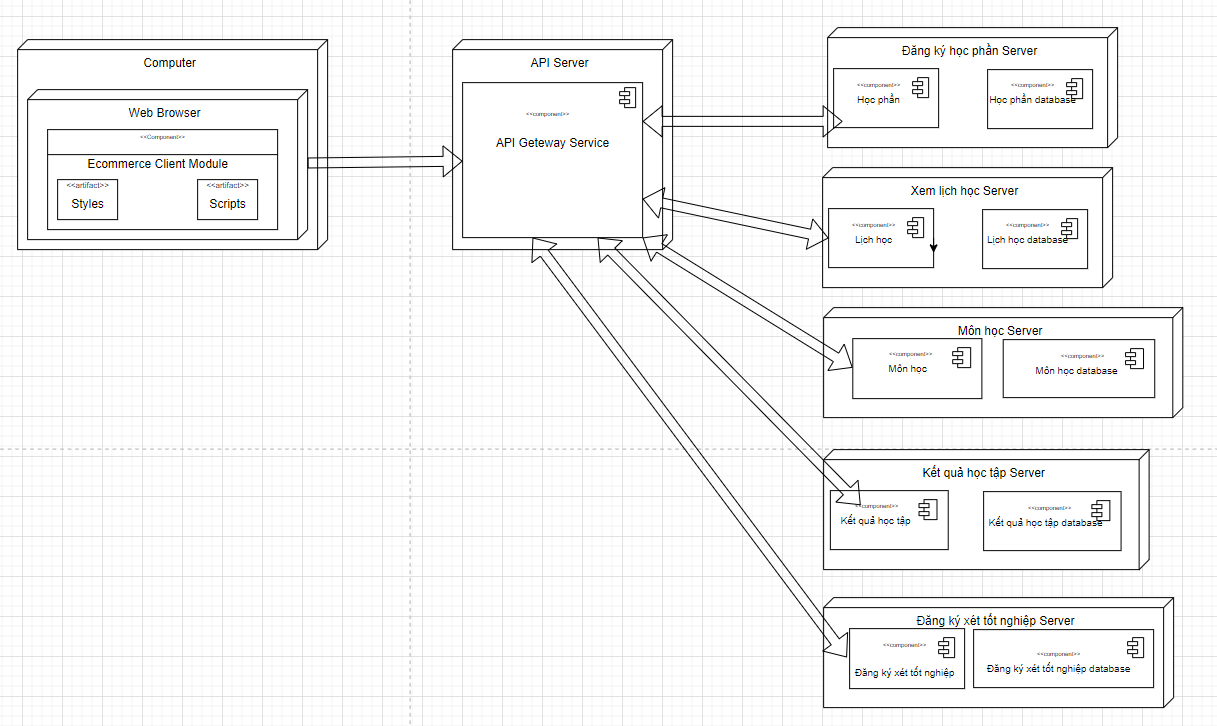 Computer
Web Browser
<<Component>>
Ecommerce Client Module
<<artifact>>
Styles
<<artifact>>
Scripts
API Server
<<component>>
API Geteway Service
Đăng ký học phần Server
<<component>>
Học phần
<<component>>
Học phần database
Xem lịch học Server
<<component>>
Lịch học
<<component>>
Lịch học database
Môn học Server
<<component>>
Môn học
<<component>>
Môn học database
Kết quả học tập Server
<<component>>
Kết quả học tập
<<component>>
Kết quả học tập database
Đăng ký xét tốt nghiệp Server
<<component>>
Đăng ký xét tốt nghiệp
<<component>>
Đăng ký xét tốt nghiệp database